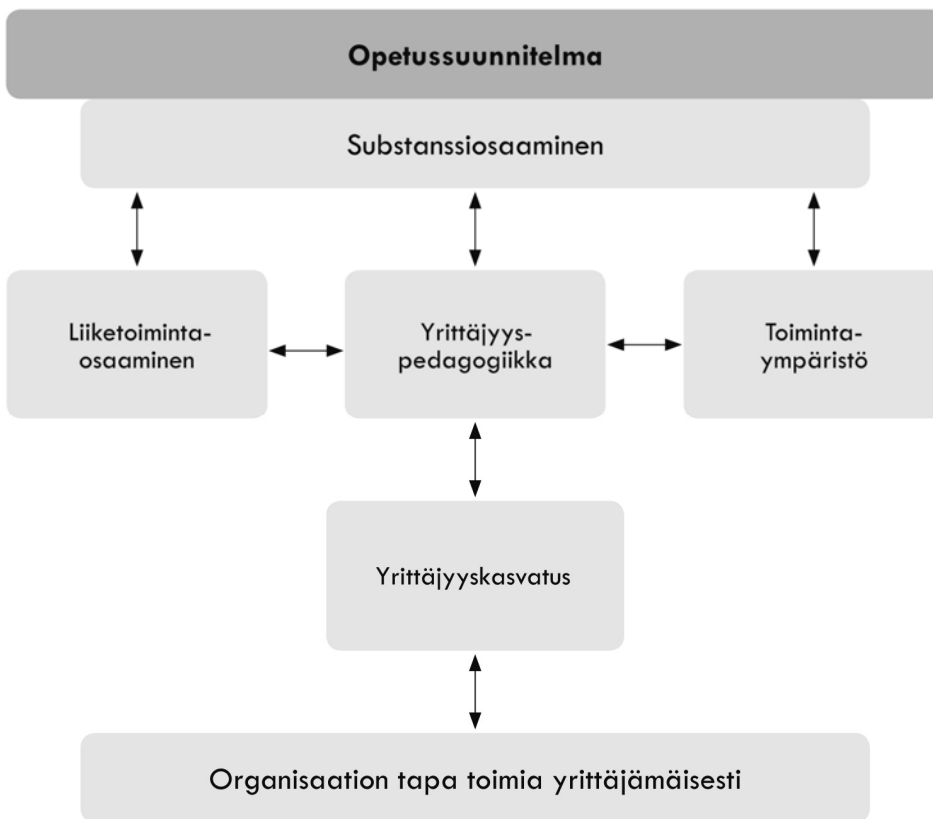 Opetussuunnitelma
Substanssiosaaminen
Liiketoiminta-
osaaminen
Yrittäjyys-
pedagogiikka
Toiminta-
ympäristö
Yrittäjyyskasvatus
Organisaation tapa toimia yrittäjämäisesti